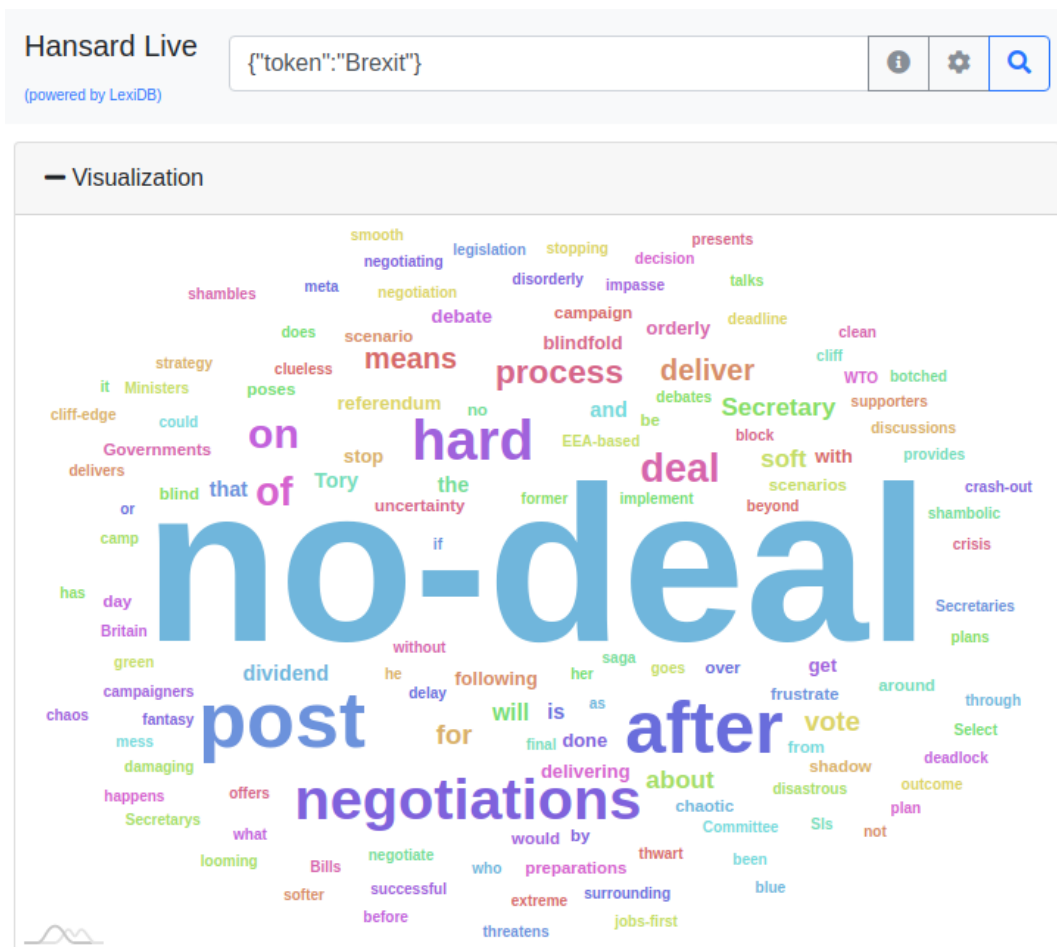 Hansard Live
{"token":"Brexit"}
(powered by LexiDB)
Visualization
smooth
presents
legislation
stopping
negotiating
decision
disorderly
talks
meta
impasse
shambles
negotiation
debate
campaign
deadline
orderly
does
scenario
clean
blindfold
means
cliff
strategy
clueless
process
deliver
WTO
botched
it
Ministers
poses
debates
supporters
referendum
Secretary
cliff-edge
no
and
could
be
discussions
on
hard
EEA-based
block
Governments
stop
soft
with
provides
delivers
deal
Tory
the
scenarios
crash-out
blind
that
of
former
implement
uncertainty
beyond
or
shambolic
camp
if
crisis
no-deal
has
day
Secretaries
Britain
plans
without
saga
green
dividend
he
following
her
goes
over
get
campaigners
delay
frustrate
around
as
through
chaos
fantasy
post
will
is
after
vote
Select
mess
for
final
done
from
deadlock
damaging
delivering
about
shadow
outcome
happens
offers
negotiations
disastrous
chaotic
plan
Secretarys
Committee
SIs
not
what
would
by
looming
Bills
negotiate
who
preparations
thwart
been
softer
successful
extreme
surrounding
blue
before
jobs-first
threatens